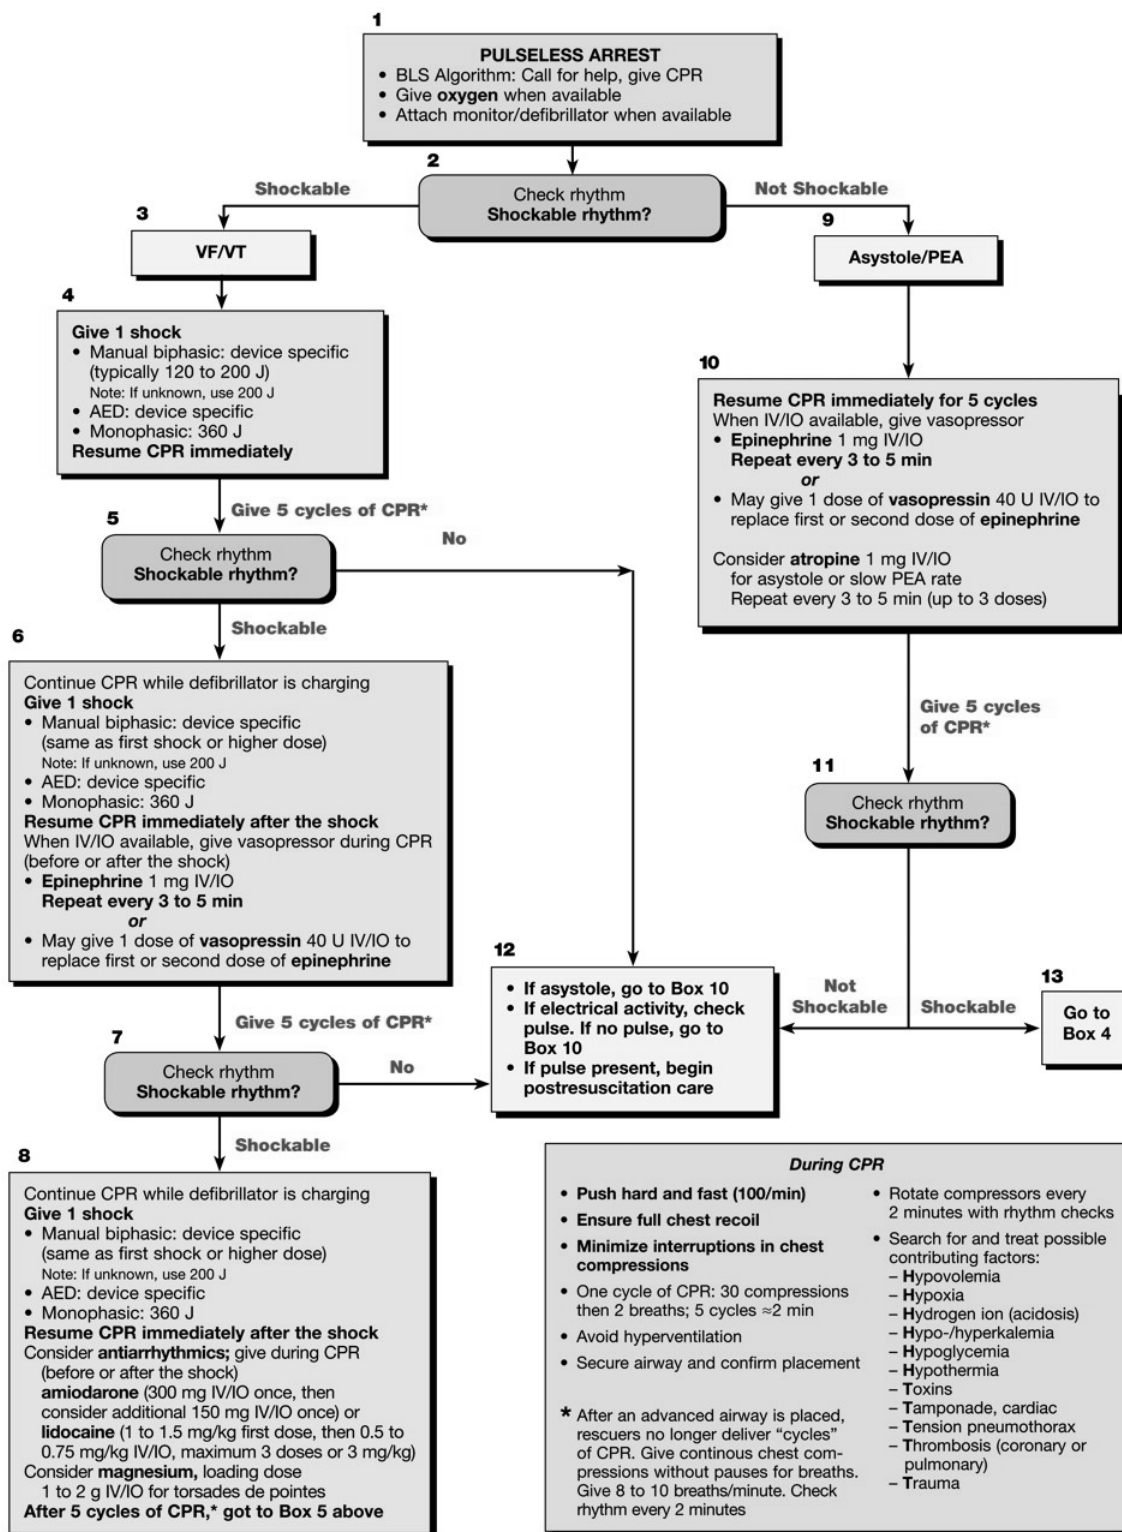 1
PULSELESS ARREST
• BLS Algorithm: Call for help, give CPR
• Give oxygen when available
• Attach monitor/defibrillator when available
2
Shockable
Check rhythm
Shockable rhythm?
Not Shockable
3
VF/VT
9
Asystole/PEA
4
Give 1 shock
• Manual biphasic: device specific
(typically 120 to 200 J)
Note: If unknown, use 200 J
• AED: device specific
• Monophasic: 360 J
Resume CPR immediately
10
Resume CPR immediately for 5 cycles
When IV/IO available, give vasopressor
• Epinephrine 1 mg IV/IO
Repeat every 3 to 5 min
or
• May give 1 dose of vasopressin 40 U IV/IO to
replace first or second dose of epinephrine
Consider atropine 1 mg IV/IO
for asystole or slow PEA rate
Repeat every 3 to 5 min (up to 3 doses)
Give 5 cycles of CPR*
5
Check rhythm
Shockable rhythm?
No
Shockable
6
Continue CPR while defibrillator is charging
Give 1 shock
• Manual biphasic: device specific
(same as first shock or higher dose)
Note: If unknown, use 200 J
• AED: device specific
• Monophasic: 360 J
Resume CPR immediately after the shock
When IV/IO available, give vasopressor during CPR
(before or after the shock)
• Epinephrine 1 mg IV/IO
Repeat every 3 to 5 min
or
• May give 1 dose of vasopressin 40 U IV/IO to
replace first or second dose of epinephrine
Give 5 cycles
of CPR*
11
Check rhythm
Shockable rhythm?
12
• If asystole, go to Box 10
• If electrical activity, check
pulse. If no pulse, go to
Box 10
• If pulse present, begin
postresuscitation care
Not
Shockable
Shockable
13
Go to
Box 4
Give 5 cycles of CPR*
7
Check rhythm
Shockable rhythm?
No
Shockable
8
Continue CPR while defibrillator is charging
Give 1 shock
• Manual biphasic: device specific
(same as first shock or higher dose)
Note: If unknown, use 200 J
• AED: device specific
• Monophasic: 360 J
Resume CPR immediately after the shock
Consider antiarrhythmics; give during CPR
(before or after the shock)
amiodarone (300 mg IV/IO once, then
consider additional 150 mg IV/IO once) or
lidocaine (1 to 1.5 mg/kg first dose, then 0.5 to
0.75 mg/kg IV/IO, maximum 3 doses or 3 mg/kg)
Consider magnesium, loading dose
1 to 2 g IV/IO for torsades de pointes
After 5 cycles of CPR,* got to Box 5 above
During CPR
• Push hard and fast (100/min)
• Ensure full chest recoil
• Minimize interruptions in chest
compressions
• One cycle of CPR: 30 compressions
then 2 breaths; 5 cycles ≈2 min
• Avoid hyperventilation
• Secure airway and confirm placement
* After an advanced airway is placed,
rescuers no longer deliver “cycles”
of CPR. Give continous chest com-
pressions without pauses for breaths.
Give 8 to 10 breaths/minute. Check
rhythm every 2 minutes
• Rotate compressors every
2 minutes with rhythm checks
• Search for and treat possible
contributing factors:
– Hypovolemia
– Hypoxia
– Hydrogen ion (acidosis)
– Hypo-/hyperkalemia
– Hypoglycemia
– Hypothermia
– Toxins
– Tamponade, cardiac
– Tension pneumothorax
– Thrombosis (coronary or
pulmonary)
– Trauma